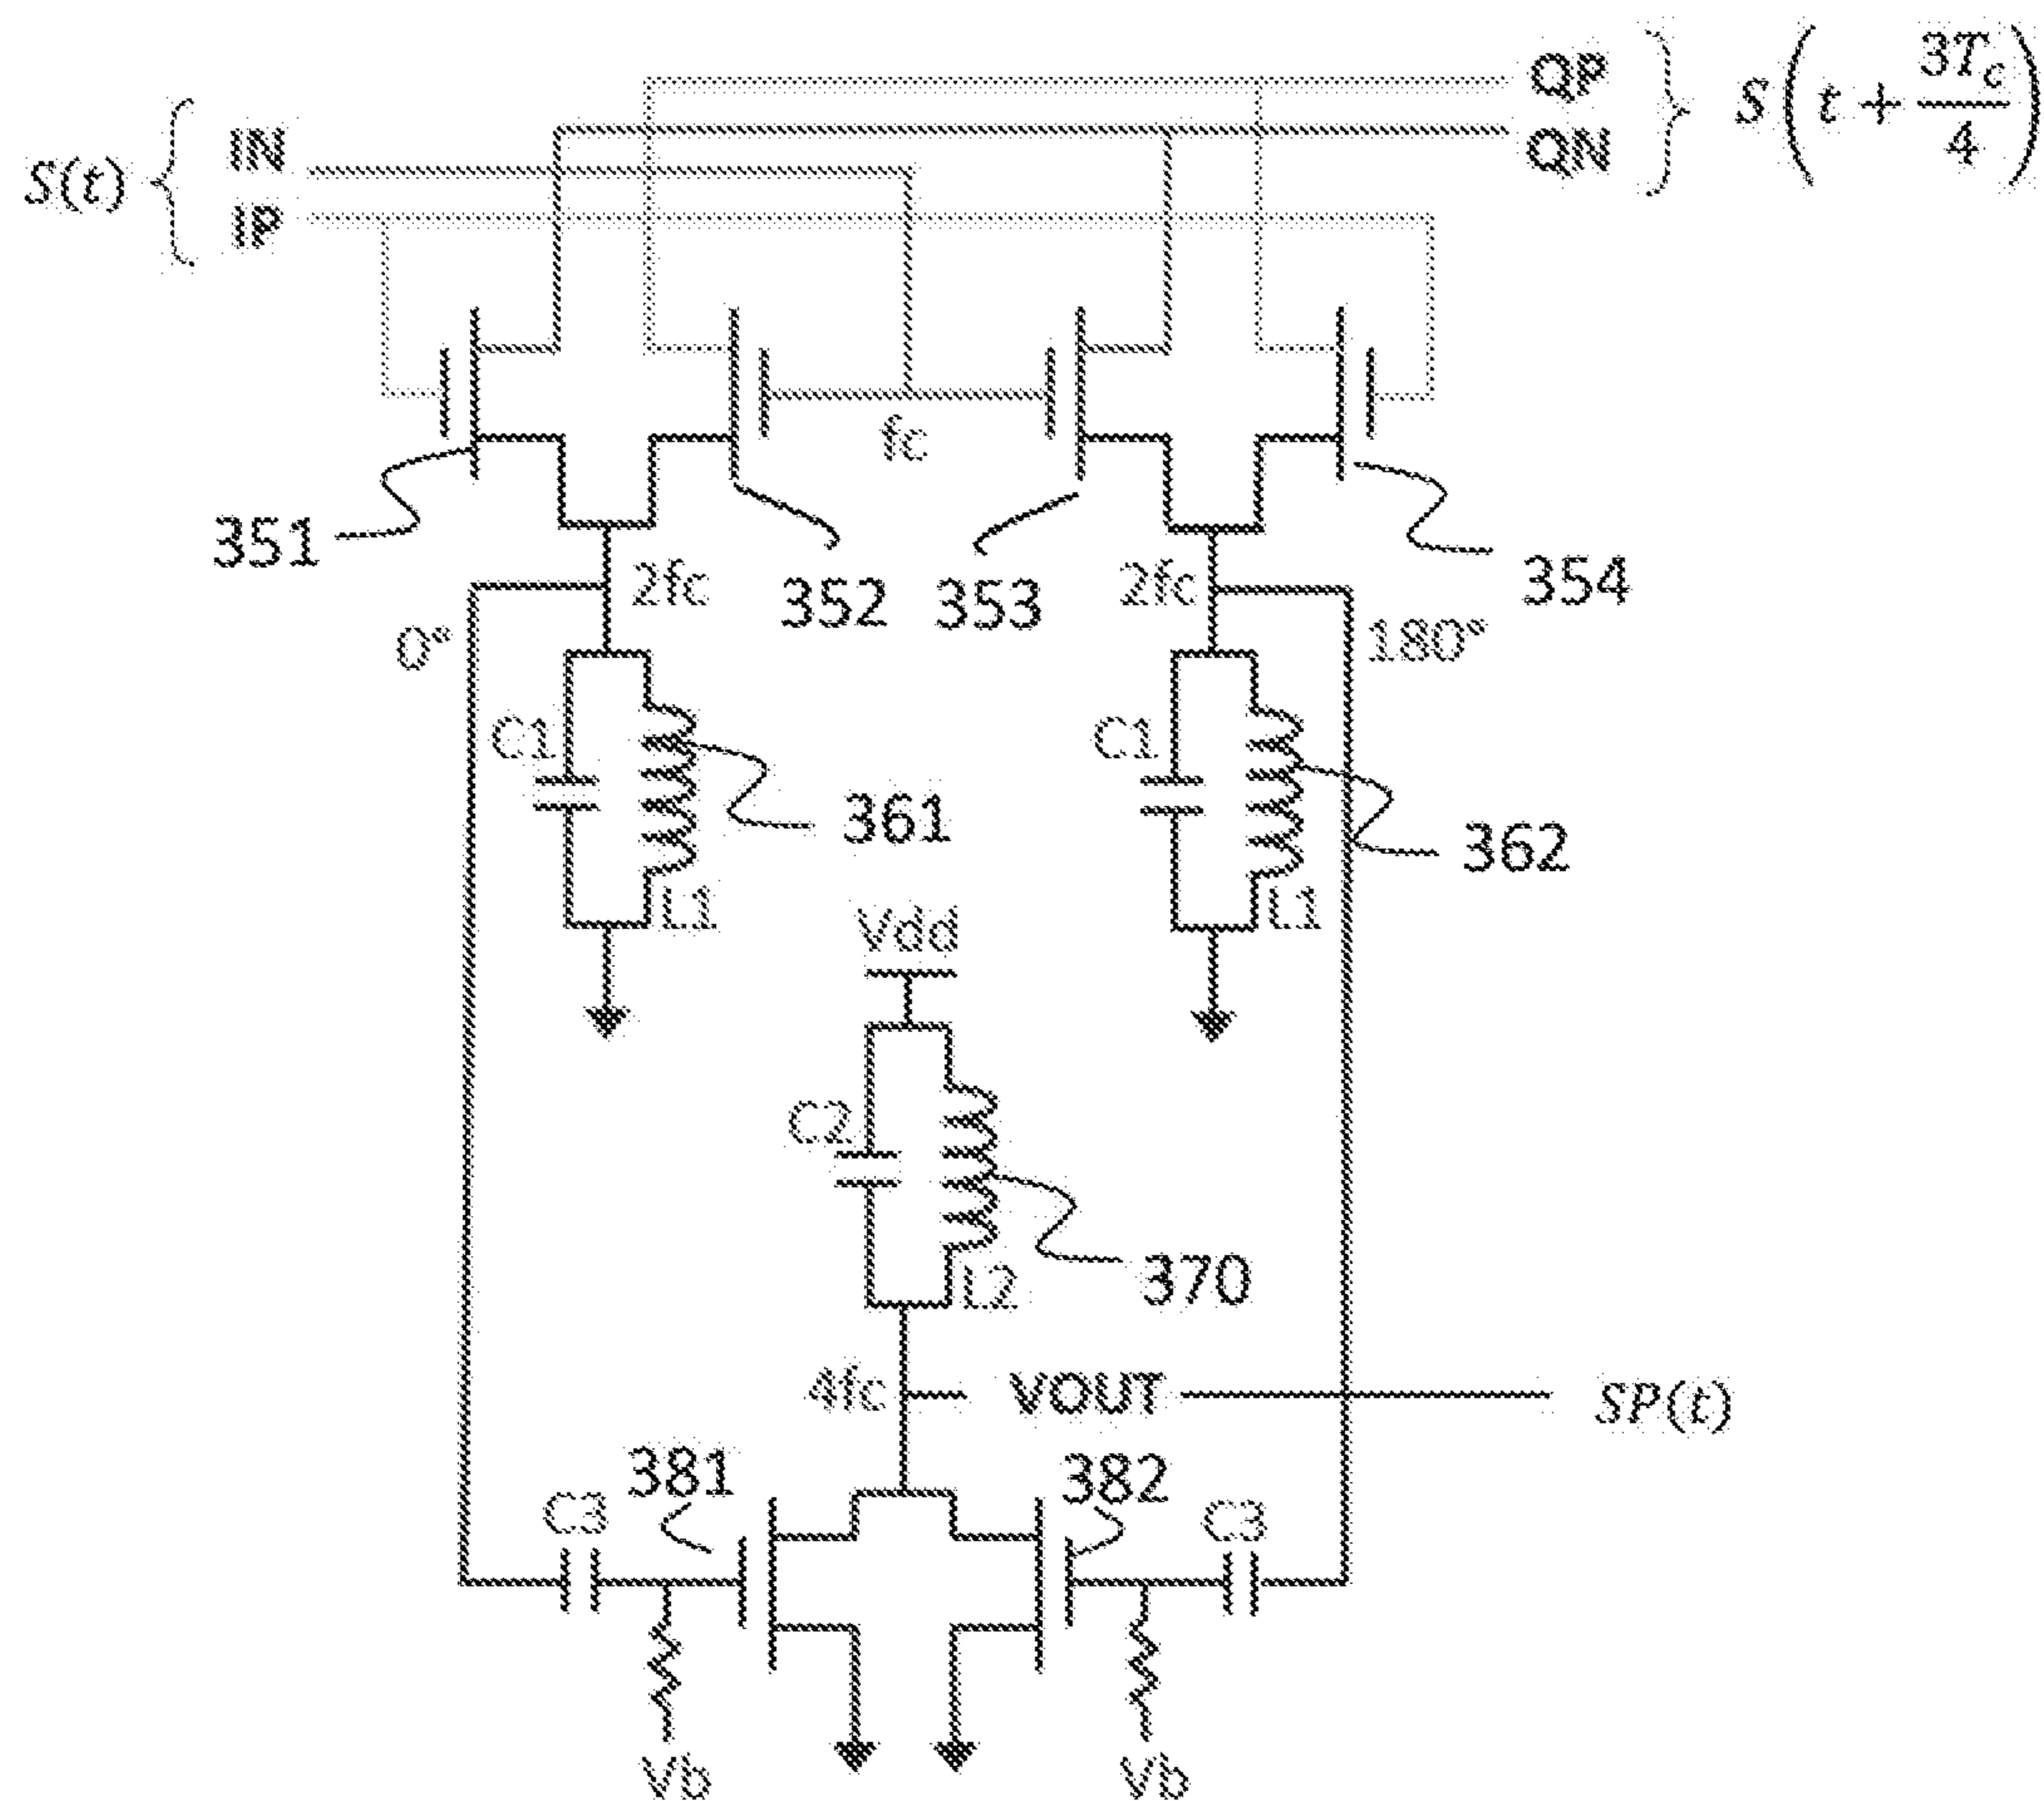 S(t)
IN
IP
QP
QN
S(t + 3Tc/4)
fc
351
352
353
354
2fc
2fc
0°
180°
C1
C1
361
362
L1
L1
Vdd
C2
370
L2
4fc
VOUT
SP(t)
381
382
C3
C3
Vb
Vb